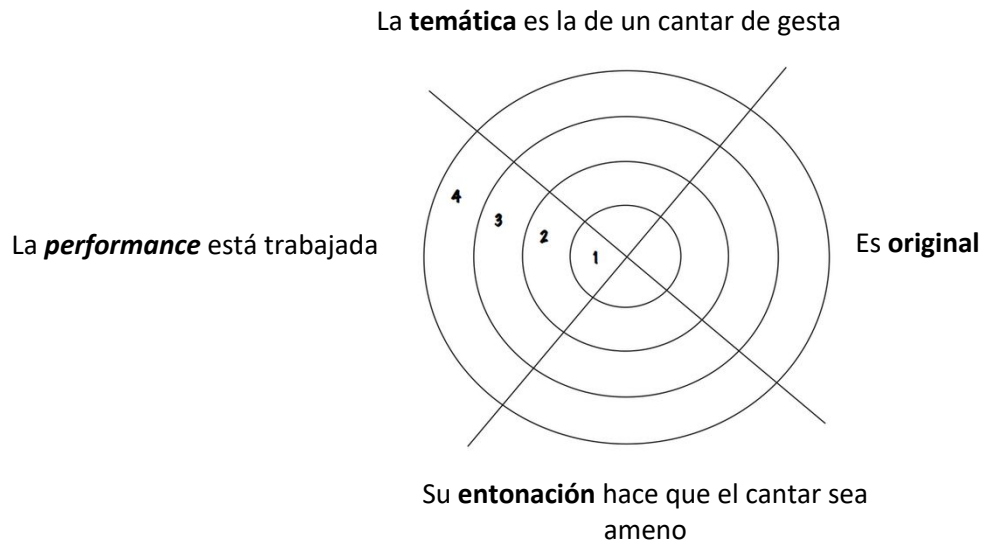 La temática es la de un cantar de gesta
4
3
2
1
La performance está trabajada
Es original
Su entonación hace que el cantar sea
ameno